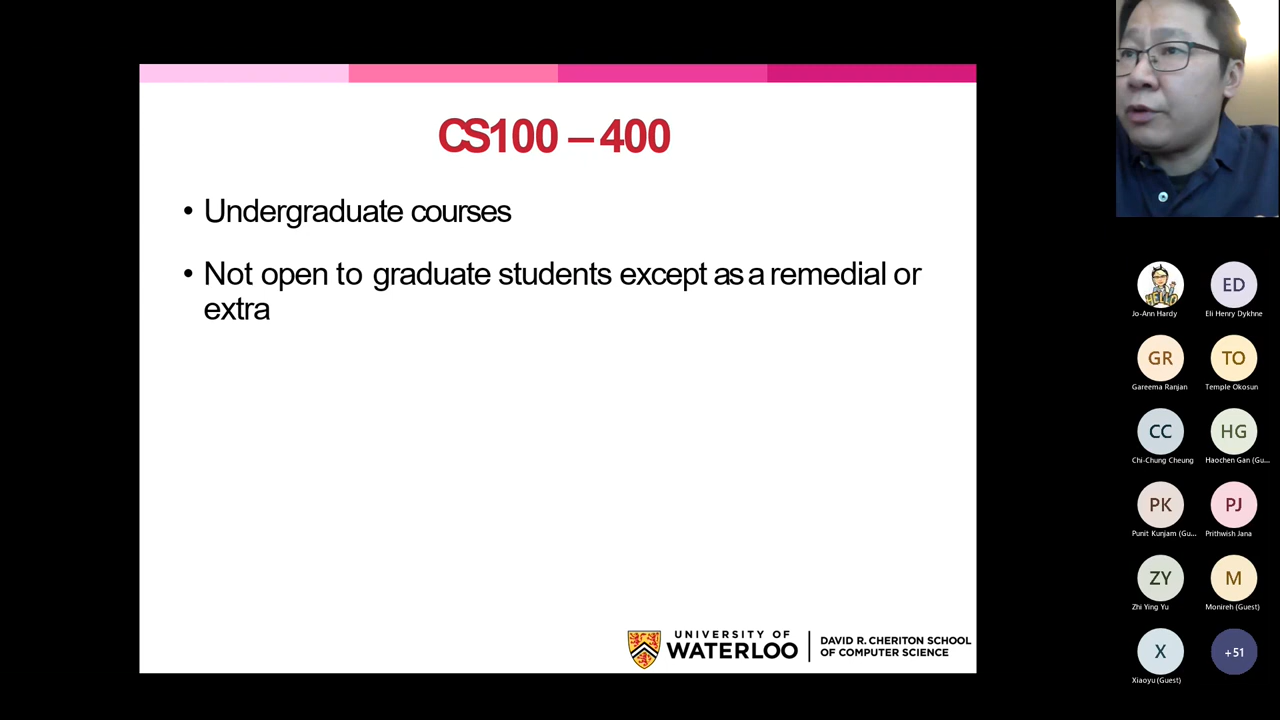 CS100 – 400
• Undergraduate courses
• Not open to graduate students except as a remedial or
extra
UNIVERSITY OF
WATERLOO
DAVID R. CHERITON SCHOOL
OF COMPUTER SCIENCE
HELLO
Jo-Ann Hardy
ED
Eli Henry Dykhne
GR
Gareema Ranjan
TO
Temple Okosun
CC
Chi-Chung Cheung
HG
Haochen Gan (Gu...
PK
Punit Kunjam (Gu...
PJ
Prithwish Jana
ZY
Zhi Ying Yu
M
Monireh (Guest)
X
Xiaoyu (Guest)
+51